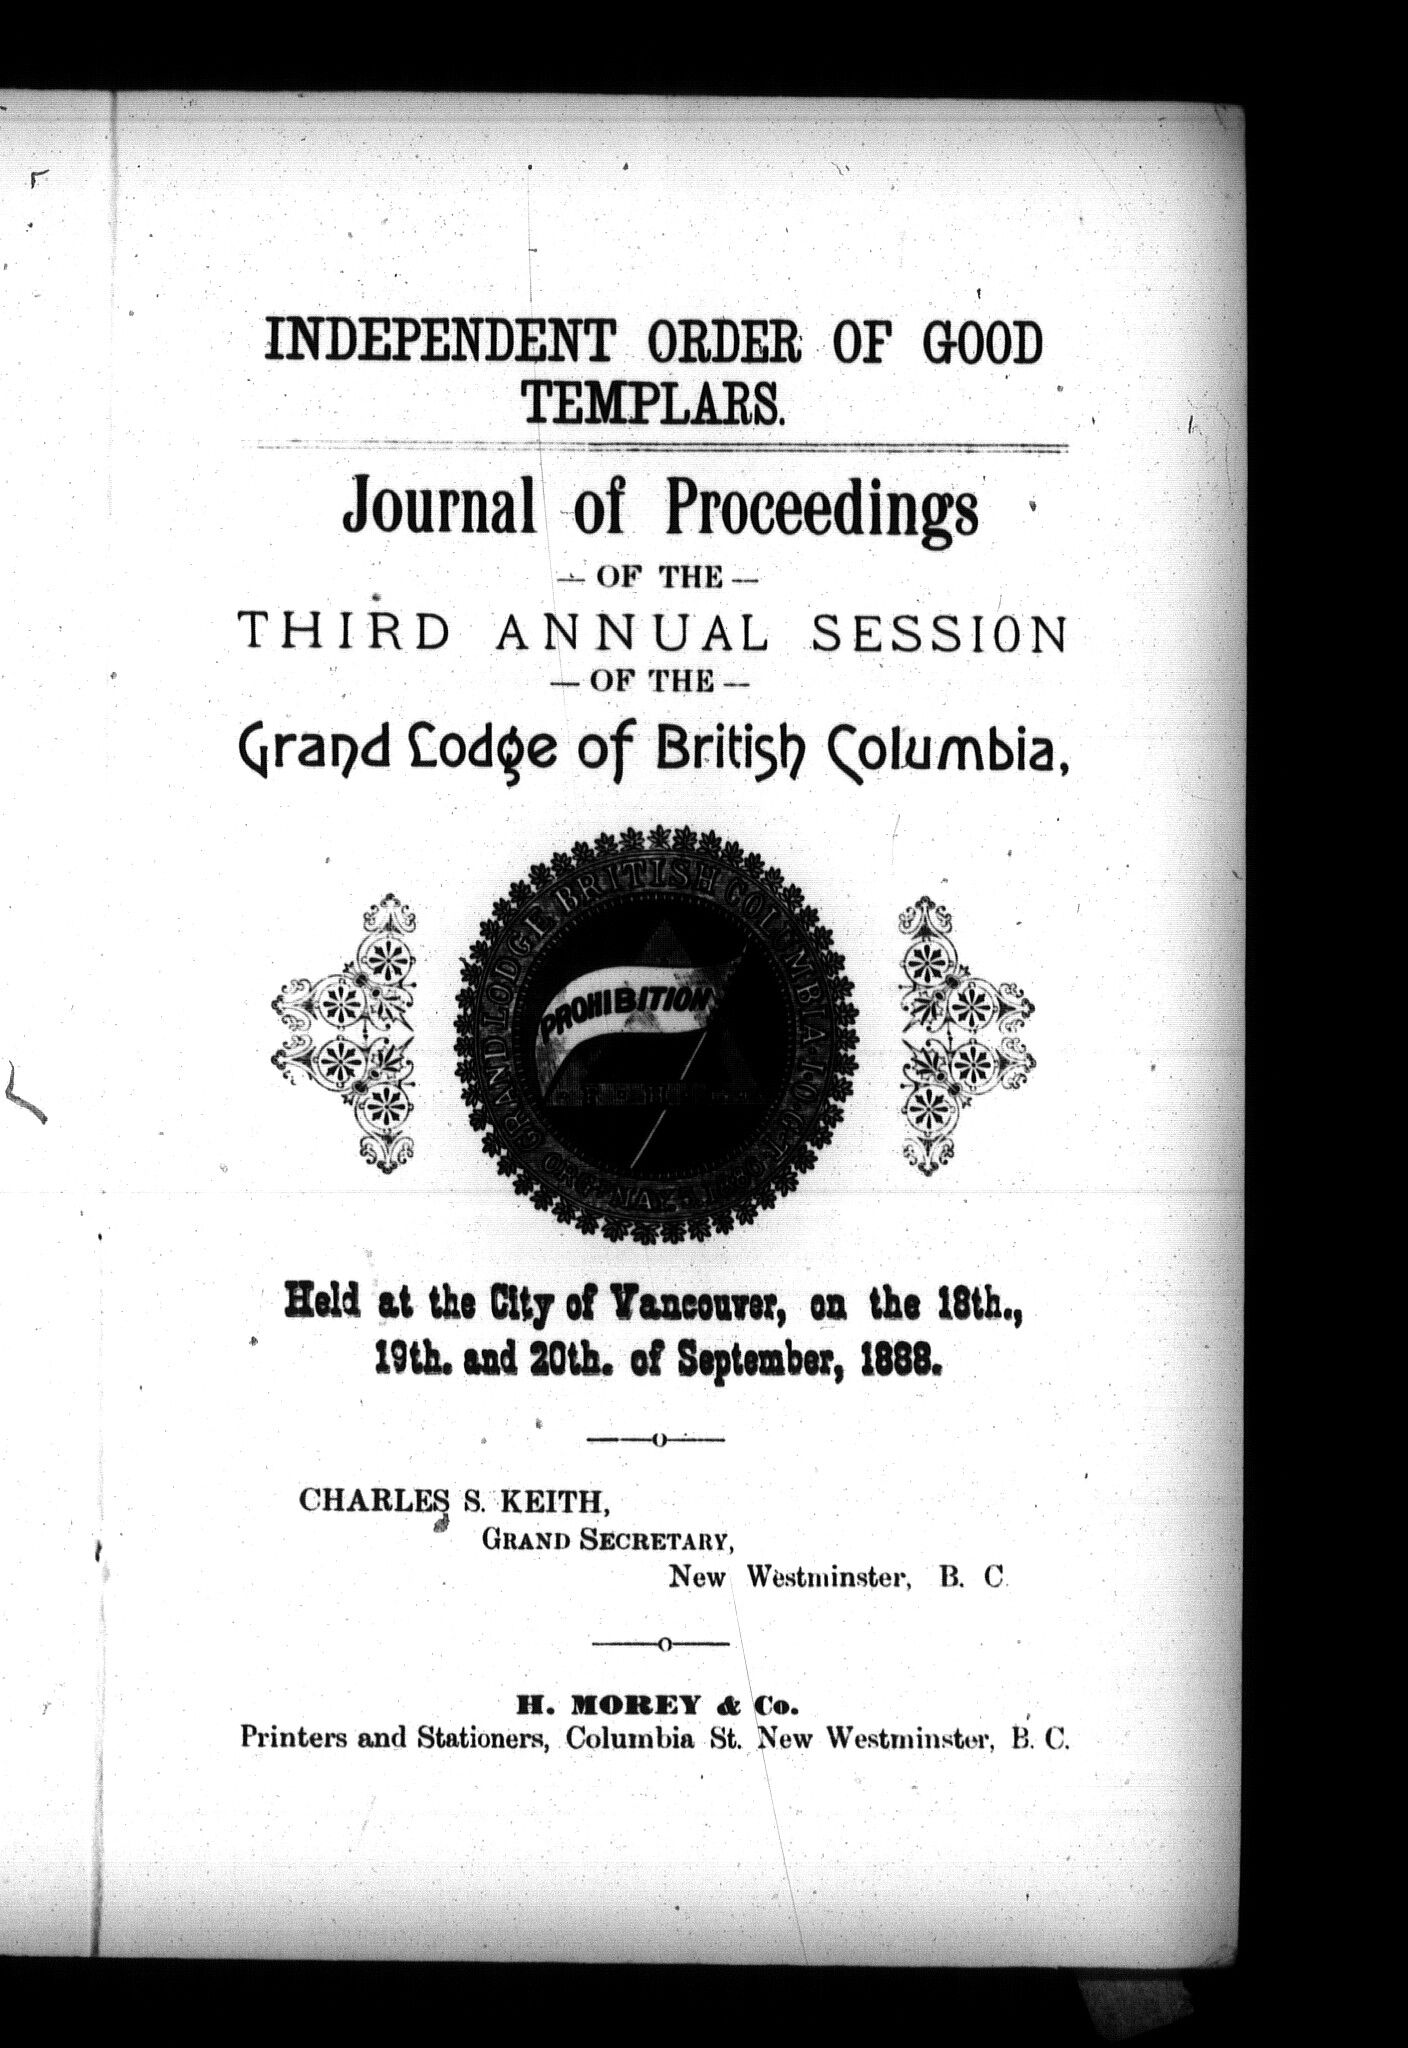 INDEPENDENT ORDER OF GOOD
TEMPLARS.
Journal of Proceedings
— OF THE —
THIRD ANNUAL SESSION
— OF THE —
Grand Lodge of British Columbia,
GRAND LODGE BRITISH COLUMBIA I.O.G.T.
PROHIBITION
ORG. MAY
Held at the City of Vancouver, on the 18th.,
19th. and 20th. of September, 1888.
CHARLES S. KEITH,
GRAND SECRETARY,
New Westminster, B. C
H. MOREY & Co.
Printers and Stationers, Columbia St. New Westminster, B. C.